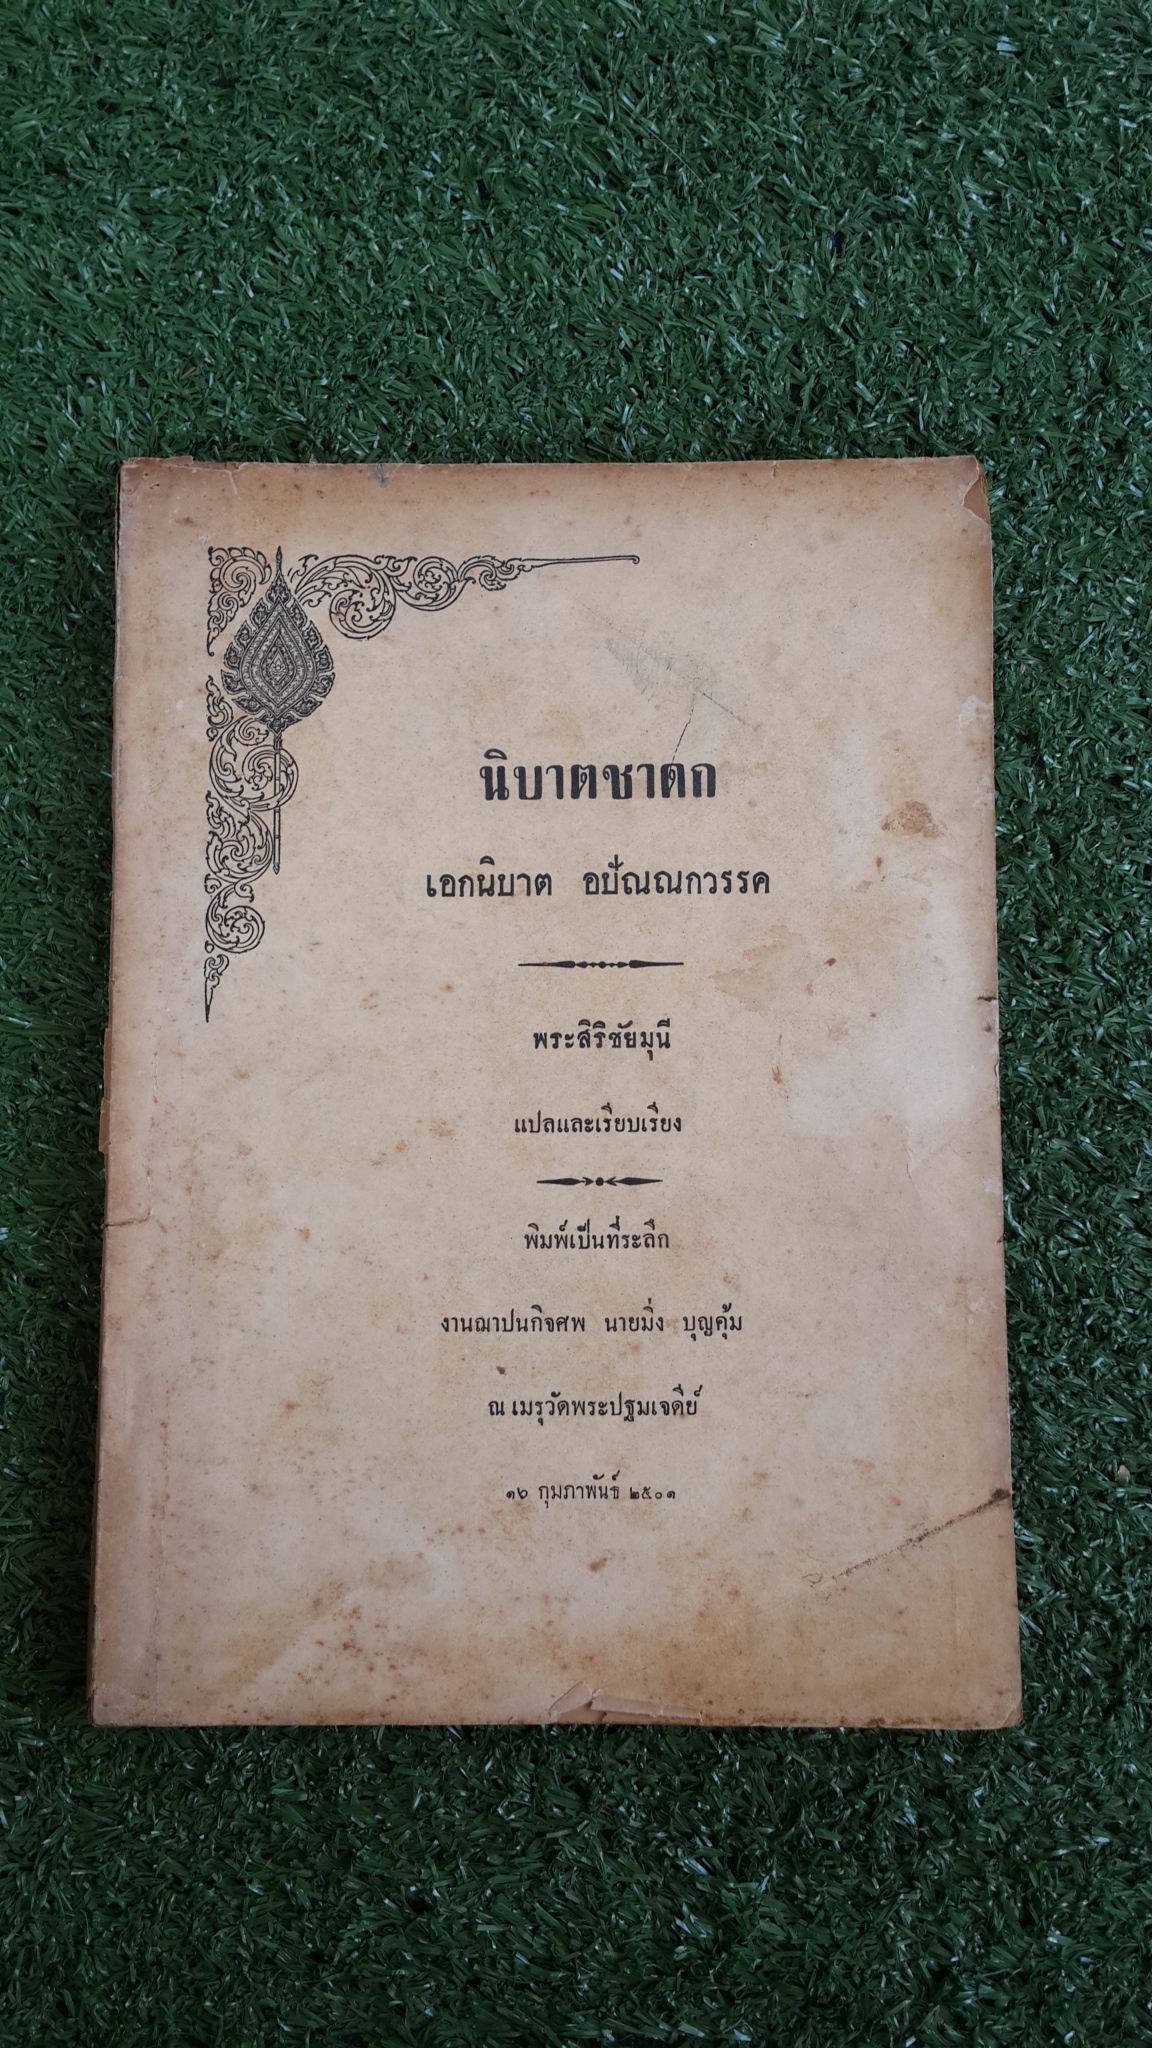 นิบาตชาดก
เอกนิบาต อปัณณกวรรค
พระสิริชัยมุนี
แปลและเรียบเรียง
พิมพ์เป็นที่ระลึก
งานฌาปนกิจศพ นายมิ่ง บุญคุ้ม
ณ เมรุวัดพระปฐมเจดีย์
๑๖ กุมภาพันธ์ ๒๕๐๑